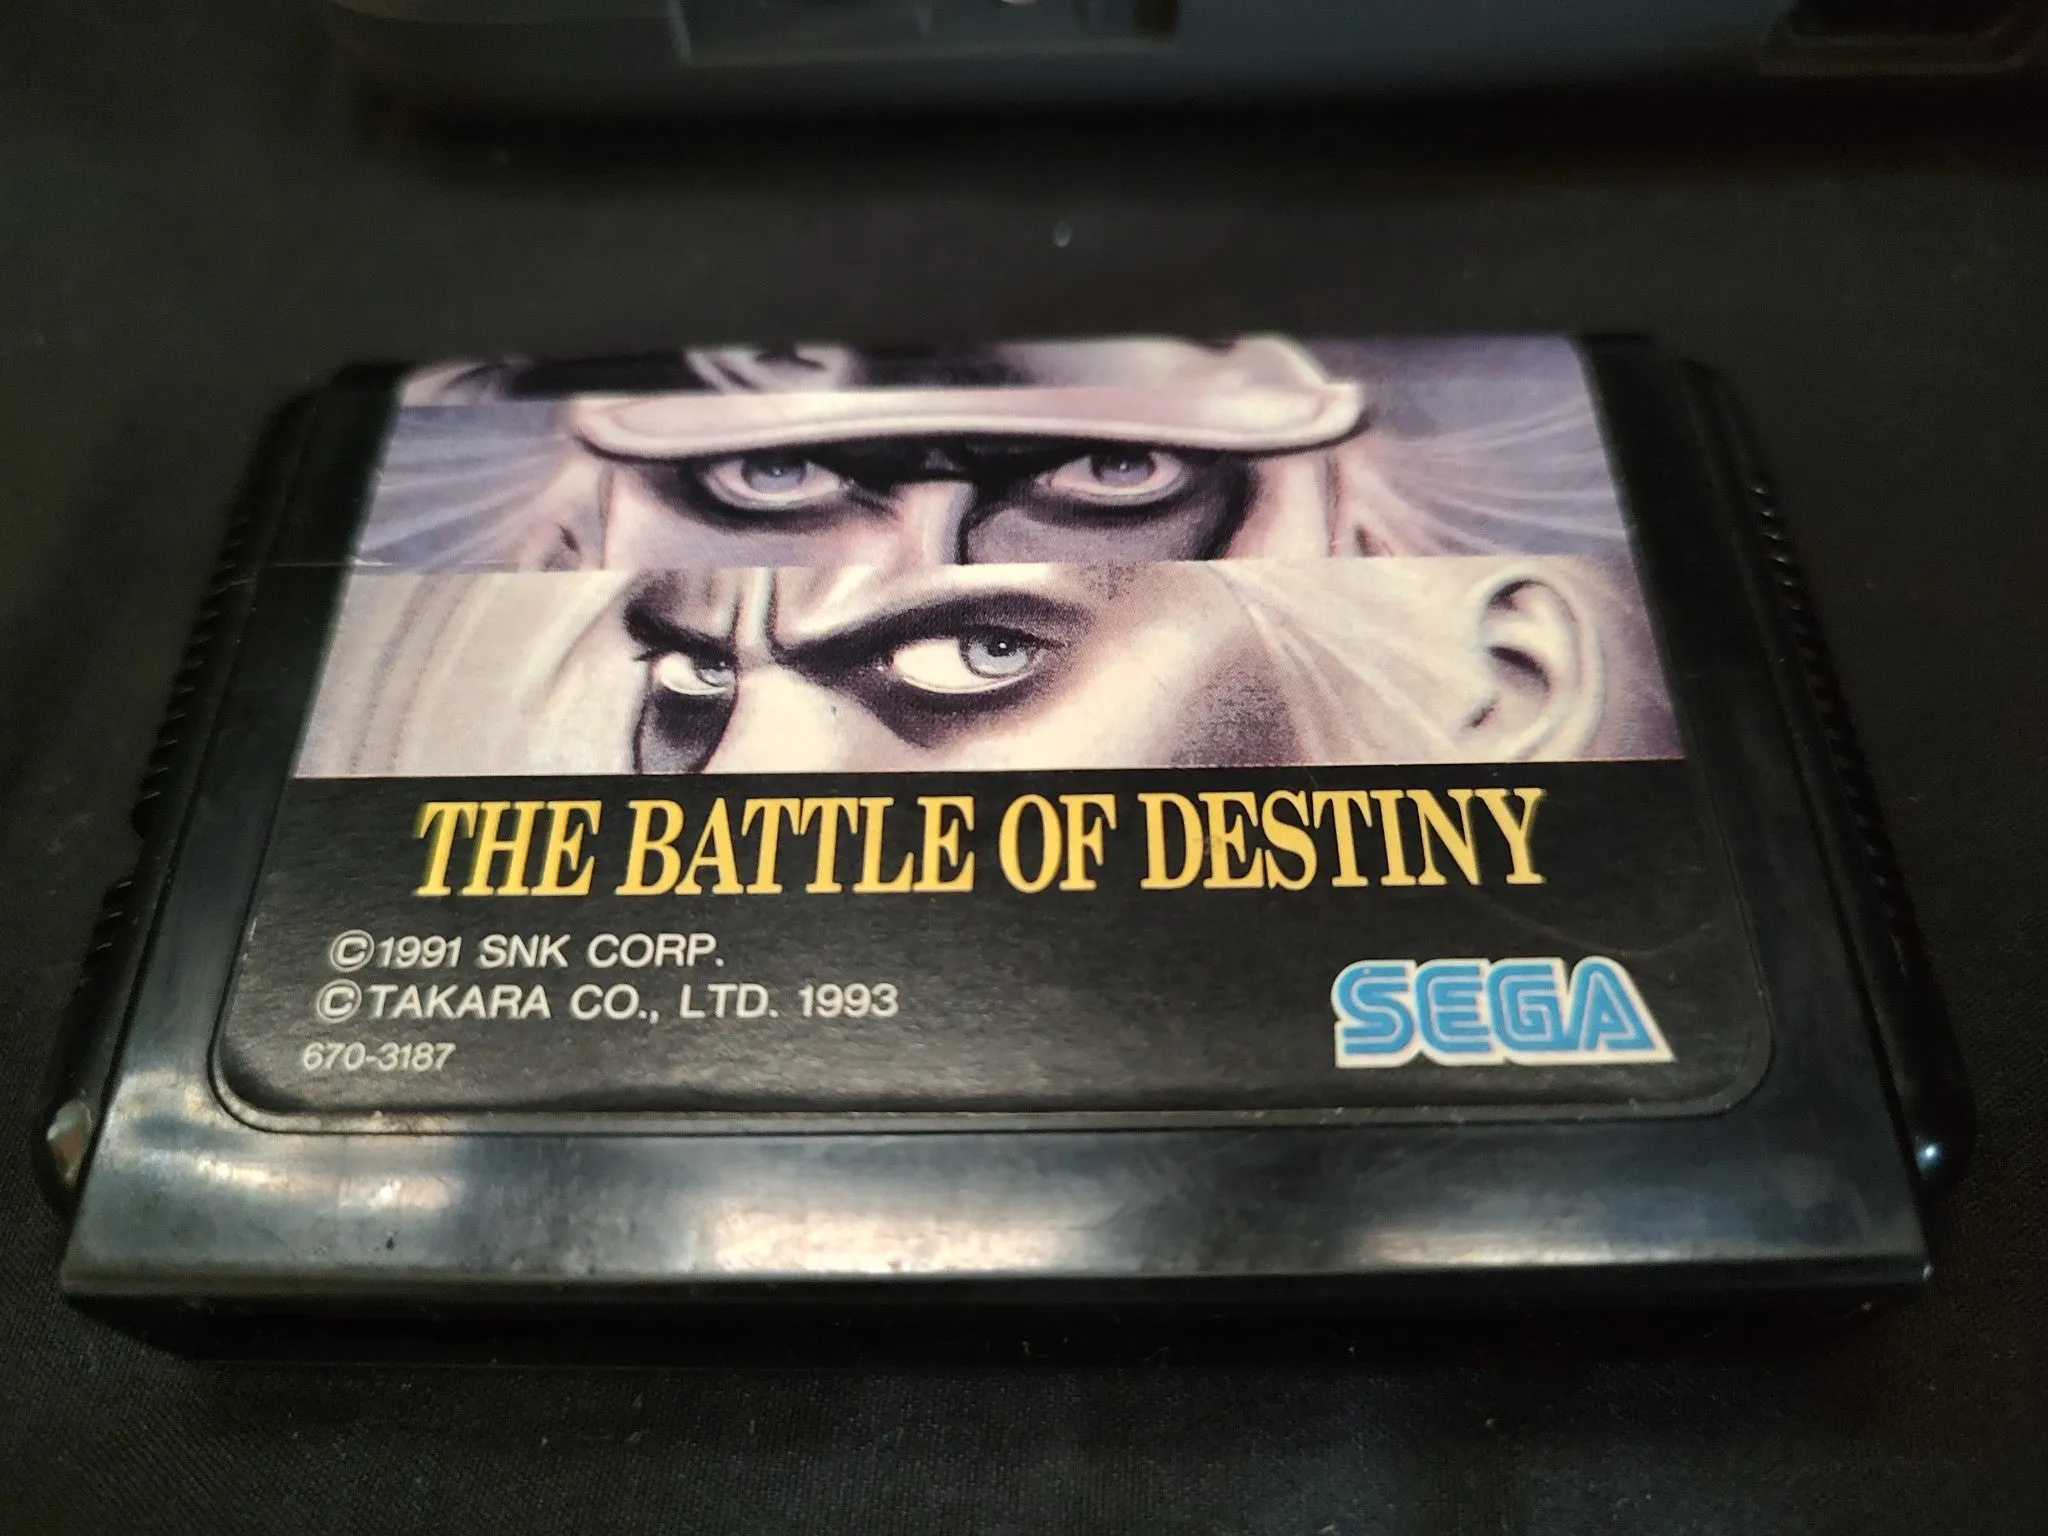 THE BATTLE OF DESTINY
©1991 SNK CORP.
©TAKARA CO., LTD. 1993
670-3187
SEGA